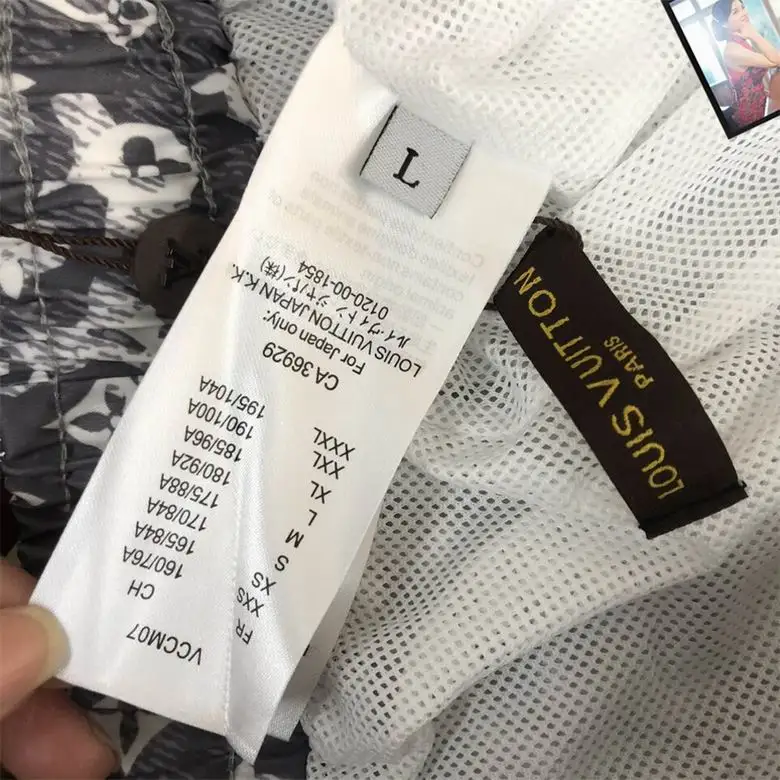 L
VCCM07
FR CH
XXS 160/76A
XS 165/84A
S 170/84A
M 175/88A
L 180/92A
XL 185/96A
XXL 190/100A
XXXL 195/104A
CA 36929
For Japan only:
LOUIS VUITTON JAPAN K.K.
ルイ・ヴィトン ジャパン(株)
0120-00-1854
LOUIS VUITTON
PARIS